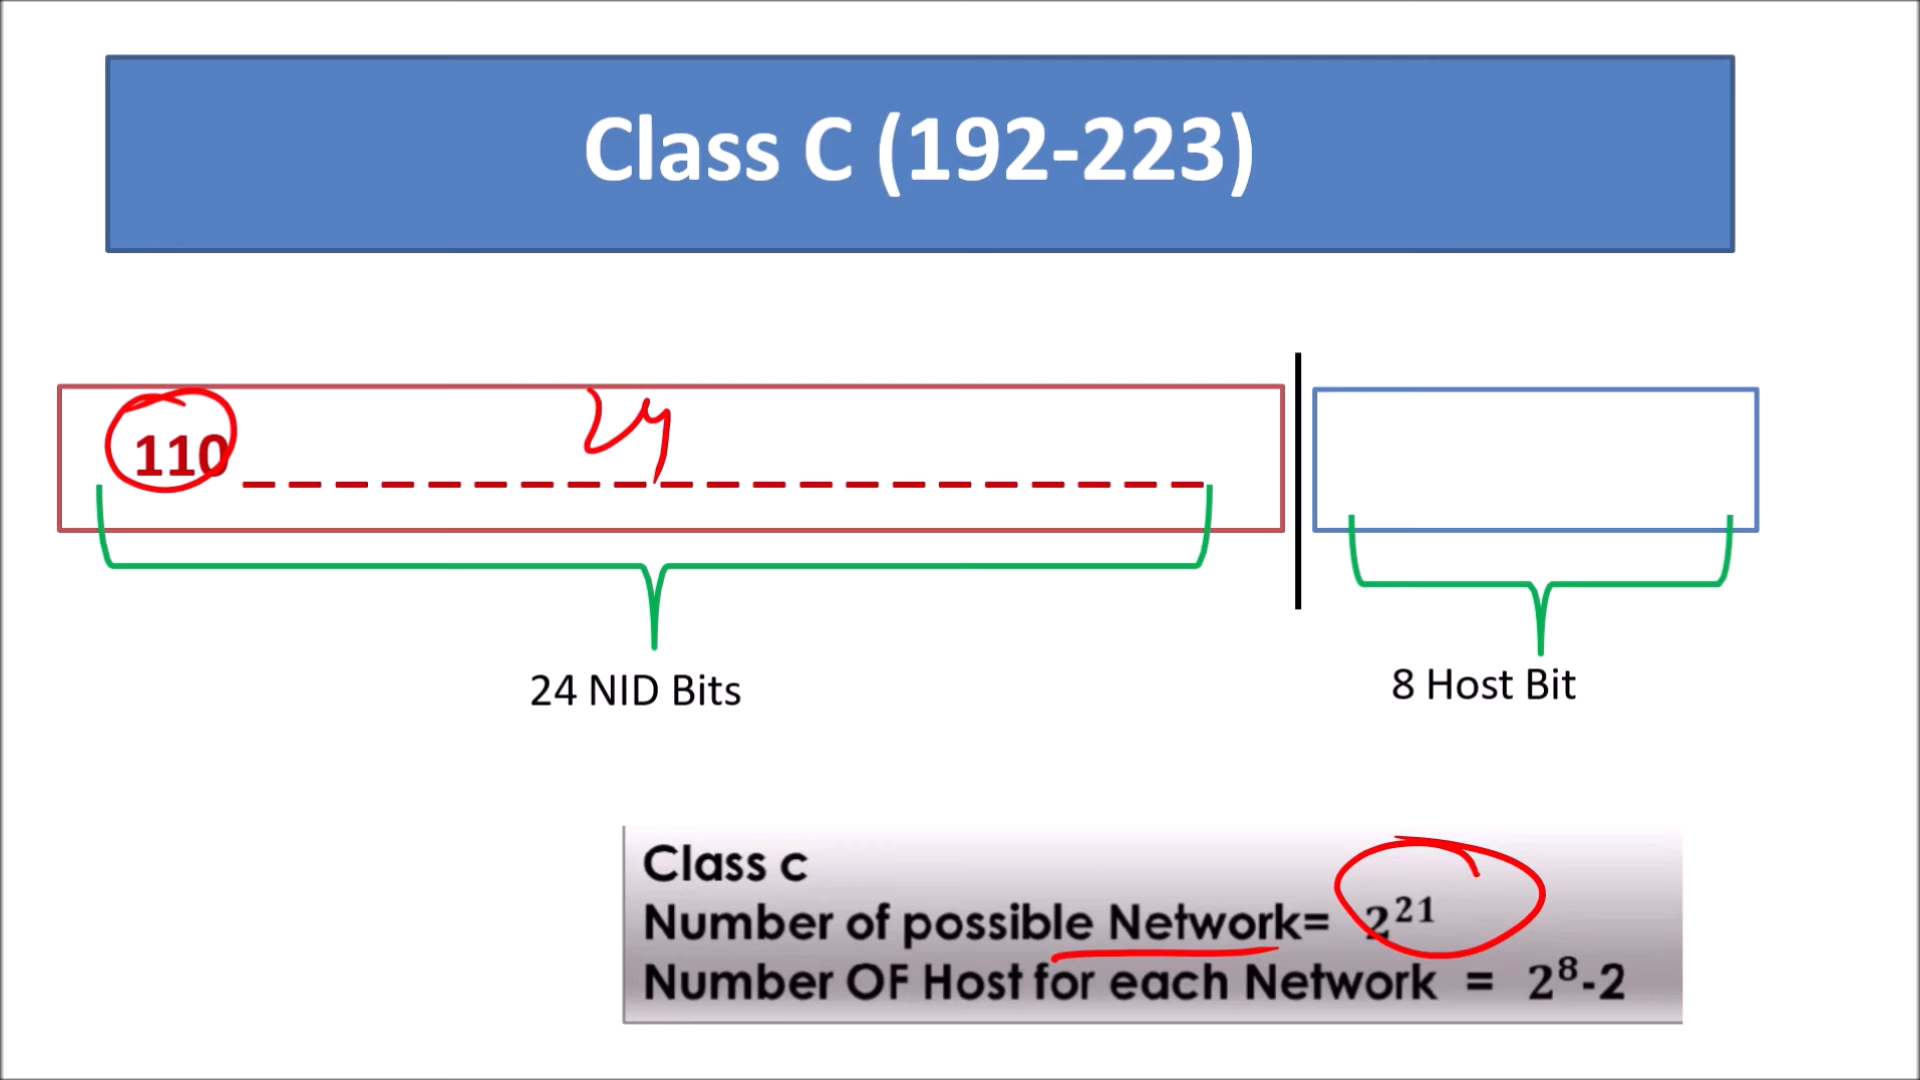 Class C (192-223)
24
110
24 NID Bits
8 Host Bit
Class c
Number of possible Network= 2²¹
Number OF Host for each Network = 2⁸-2